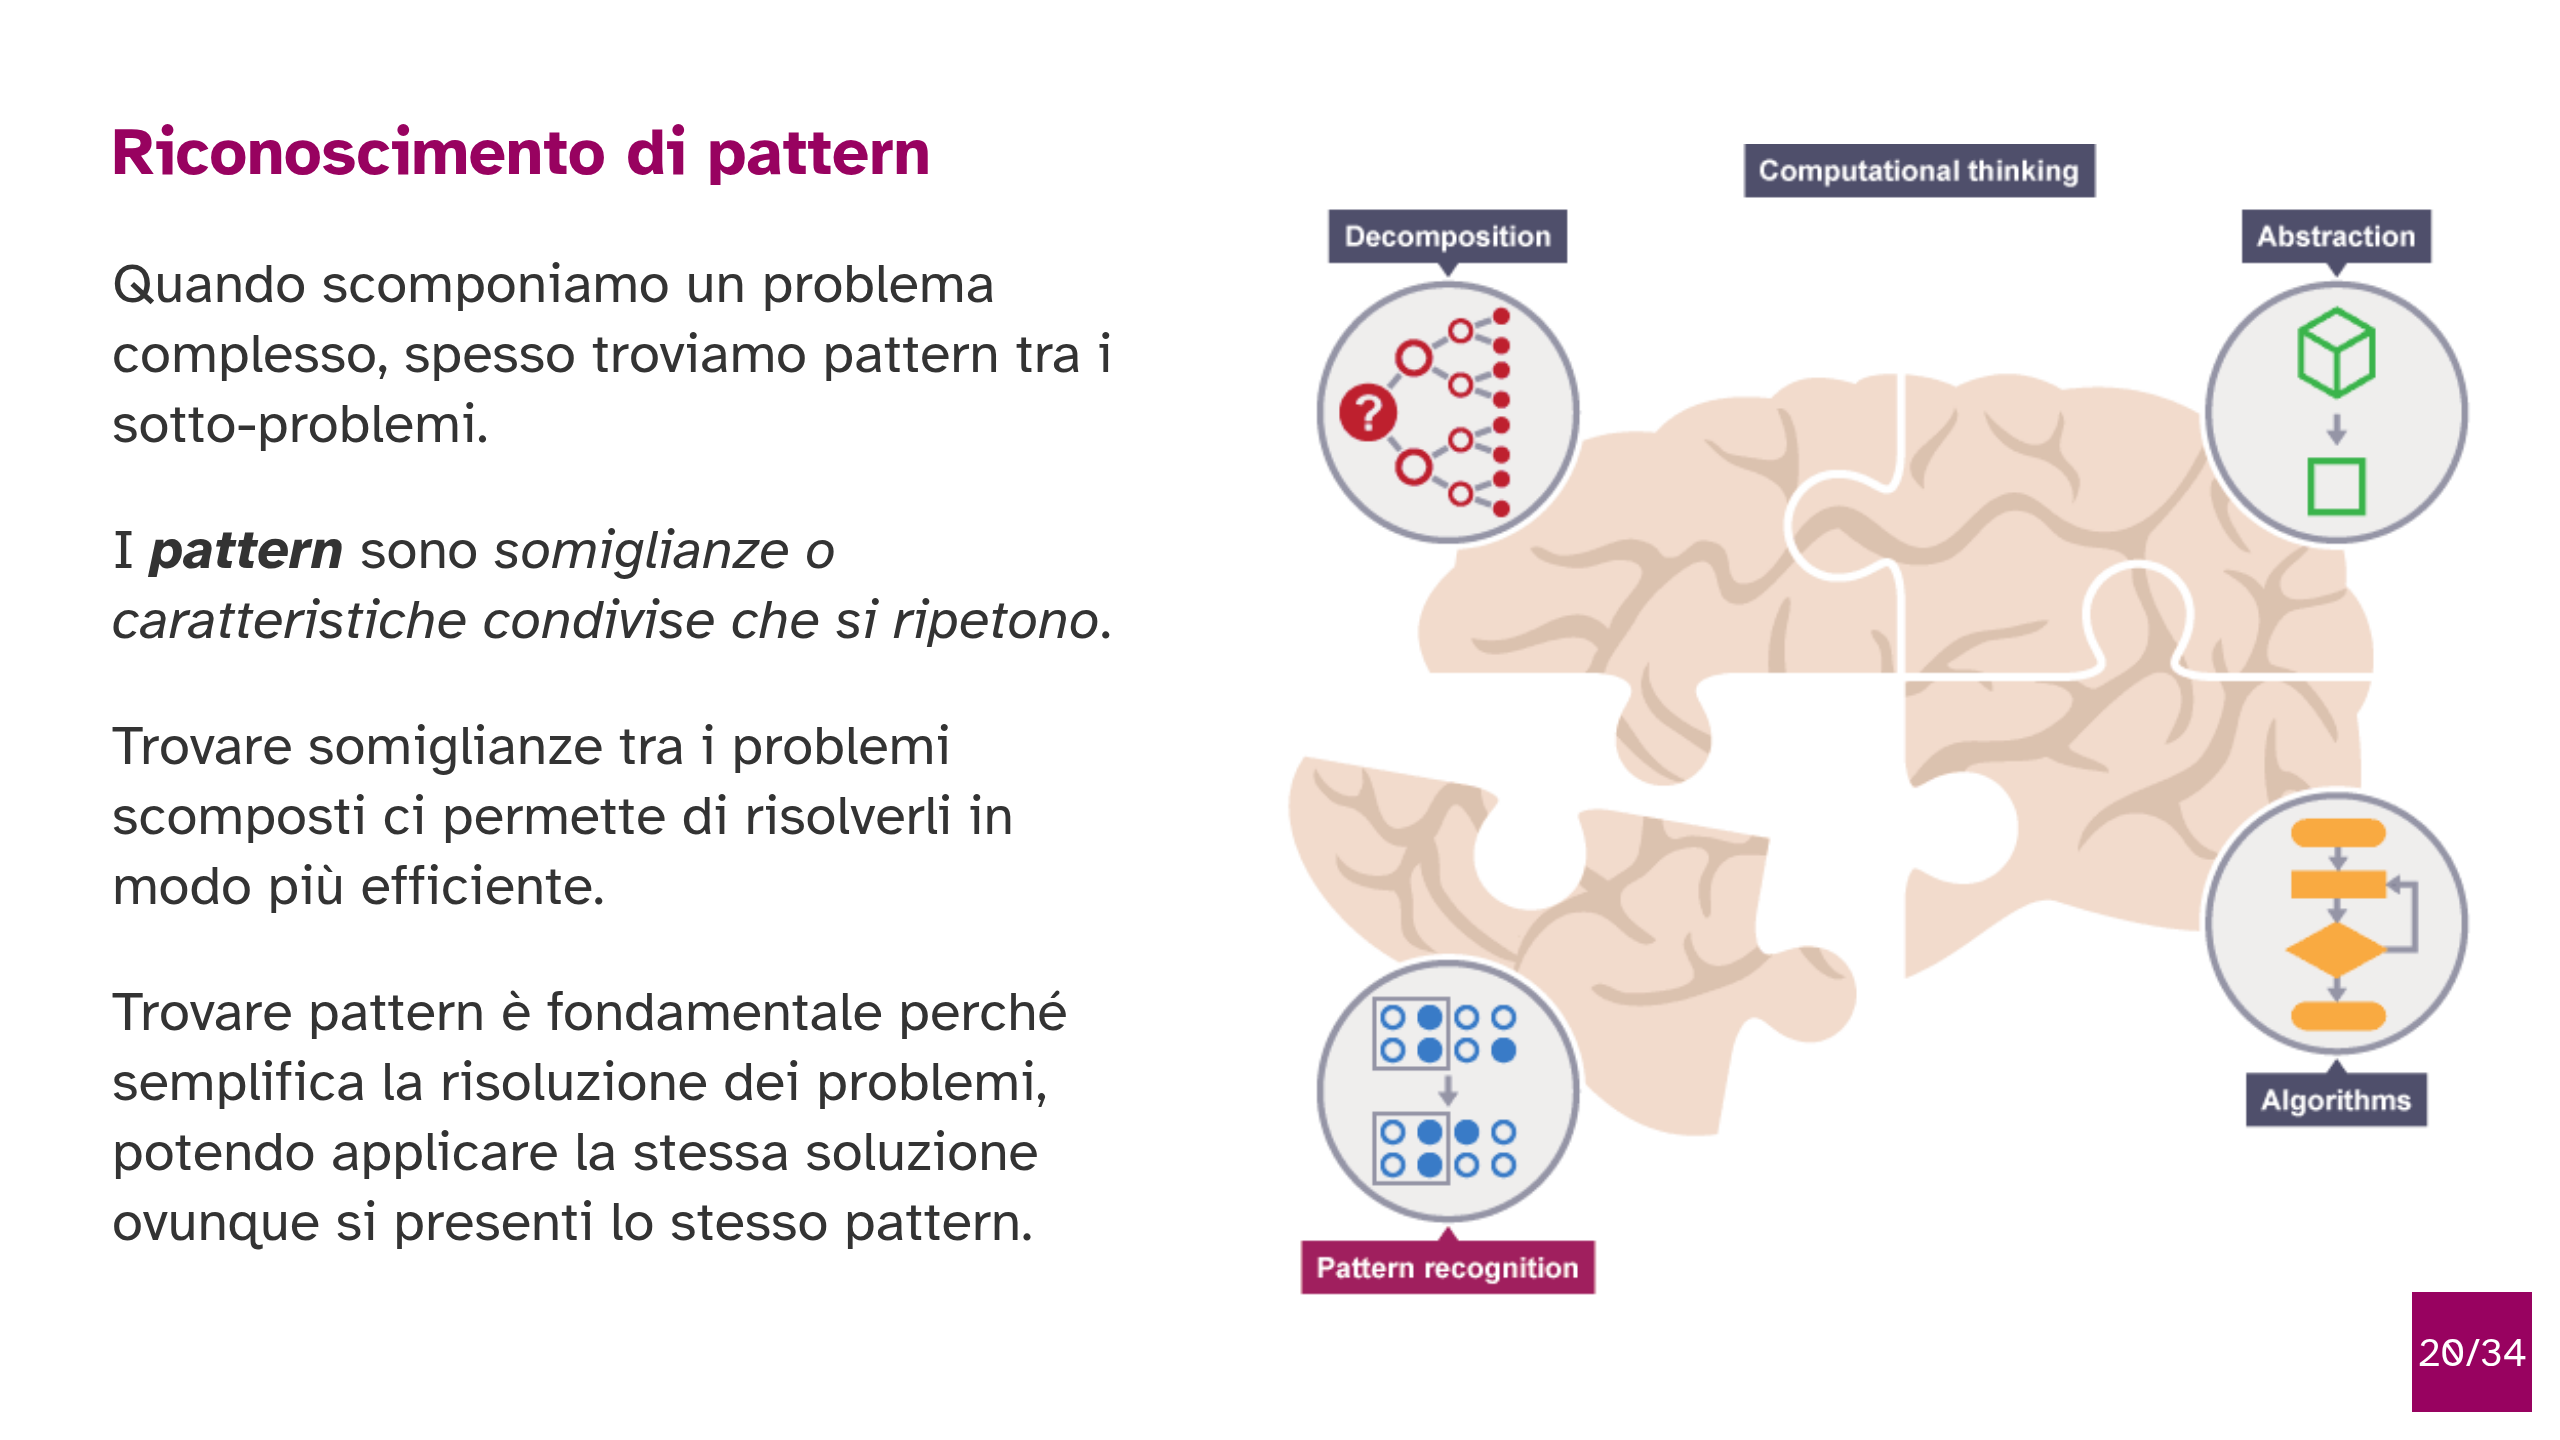 Riconoscimento di pattern
Quando scomponiamo un problema
complesso, spesso troviamo pattern tra i
sotto-problemi.
I pattern sono somiglianze o
caratteristiche condivise che si ripetono.
Trovare somiglianze tra i problemi
scomposti ci permette di risolverli in
modo più efficiente.
Trovare pattern è fondamentale perché
semplifica la risoluzione dei problemi,
potendo applicare la stessa soluzione
ovunque si presenti lo stesso pattern.
Computational thinking
Decomposition
Abstraction
?
Algorithms
Pattern recognition
20/34